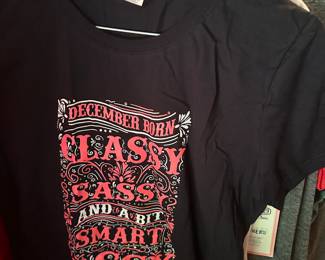 DECEMBER BORN
CLASSY
SASSY
AND A BIT
SMART